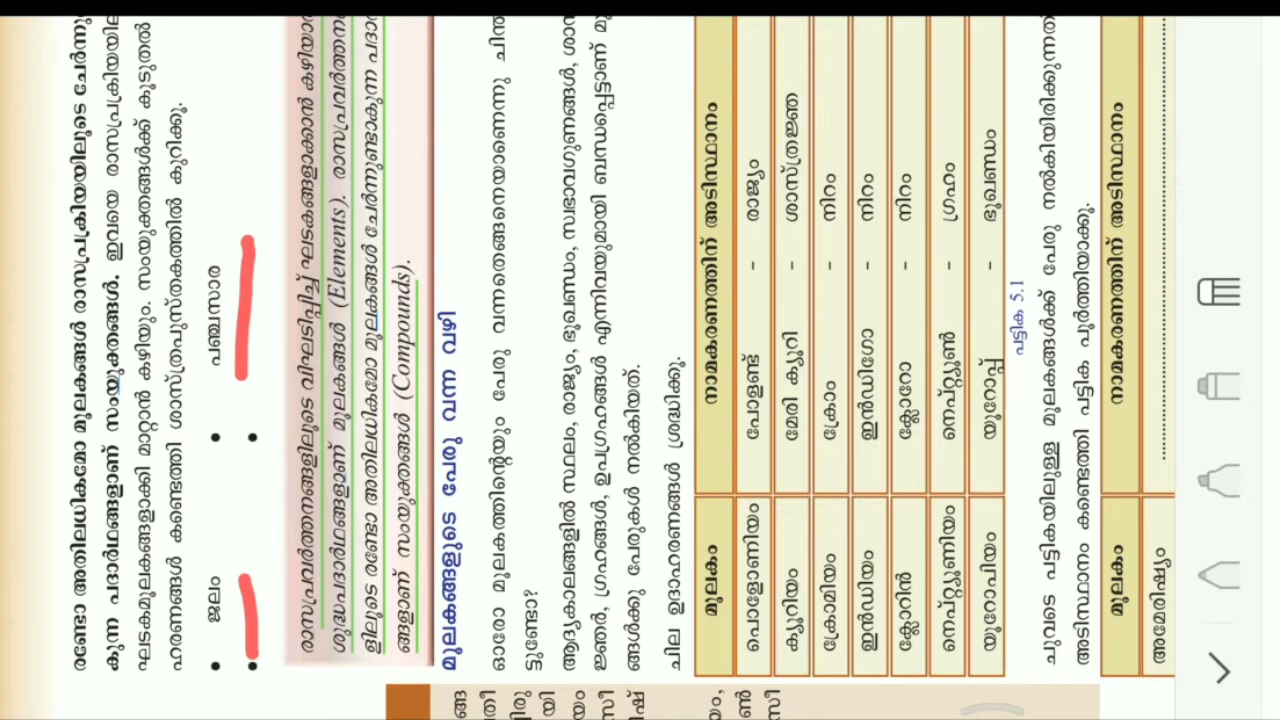 രണ്ടോ അതിലധികമോ മൂലകങ്ങൾ രാസപ്രക്രിയയിലൂടെ ചേർന്നു
കുന്ന പദാർഥങ്ങളാണ് സംയുക്തങ്ങൾ. ഇവയെ രാസപ്രക്രിയയി
ഘടകമൂലകങ്ങളാക്കി മാറ്റാൻ കഴിയും. സംയുക്തങ്ങൾക്ക് കൂടുതൽ
ഹരണങ്ങൾ കണ്ടെത്തി ശാസ്ത്രപുസ്തകത്തിൽ കുറിക്കൂ.
• ജലം • പഞ്ചസാര
• •
രാസപ്രവർത്തനങ്ങളിലൂടെ വിഘടിപ്പിച്ച് ഘടകങ്ങളാക്കാൻ കഴിയാ
ശുദ്ധപദാർഥങ്ങളാണ് മൂലകങ്ങൾ (Elements). രാസപ്രവർത്തന
ളിലൂടെ രണ്ടോ അതിലധികമോ മൂലകങ്ങൾ ചേർന്നുണ്ടാകുന്ന പദാ
ങ്ങളാണ് സംയുക്തങ്ങൾ (Compounds).
മൂലകങ്ങളുടെ പേരു വന്ന വഴി
ഓരോ മൂലകത്തിന്റെയും പേരു വന്നതെങ്ങനെയാണെന്നു ചിന്ത
ട്ടുണ്ടോ?
ആദ്യകാലങ്ങളിൽ സ്ഥലം, രാജ്യം, ഭൂഖണ്ഡം, സ്വഭാവഗുണങ്ങൾ, ശാസ
ജ്ഞർ, ഗ്രഹങ്ങൾ, ഉപഗ്രഹങ്ങൾ എന്നിവയുമായി ബന്ധപ്പെട്ടാണ് മൂ
ങ്ങൾക്കു പേരുകൾ നൽകിയത്.
ചില ഉദാഹരണങ്ങൾ ശ്രദ്ധിക്കൂ.
മൂലകം നാമകരണത്തിന് അടിസ്ഥാനം
പൊളോണിയം പോളണ്ട് - രാജ്യം
ക്യൂറിയം മേരി ക്യൂറി - ശാസ്ത്രജ്ഞ
ക്രോമിയം ക്രോം - നിറം
ഇൻഡിയം ഇൻഡിഗോ - നിറം
ക്ലോറിൻ ക്ലോറോ - നിറം
നെപ്റ്റ്യൂണിയം നെപ്റ്റ്യൂൺ - ഗ്രഹം
യുറോപിയം യുറോപ്പ് - ഭൂഖണ്ഡം
പട്ടിക 5.1
ചുവടെ പട്ടികയിലുള്ള മൂലകങ്ങൾക്ക് പേരു നൽകിയിരിക്കുന്നത
അടിസ്ഥാനം കണ്ടെത്തി പട്ടിക പൂർത്തിയാക്കൂ.
മൂലകം നാമകരണത്തിന് അടിസ്ഥാനം
അമേരിഷ്യം